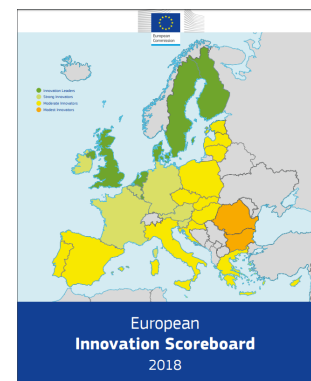 European
Commission
Innovation Leaders
Strong Innovators
Moderate Innovators
Modest Innovators
European
Innovation Scoreboard
2018